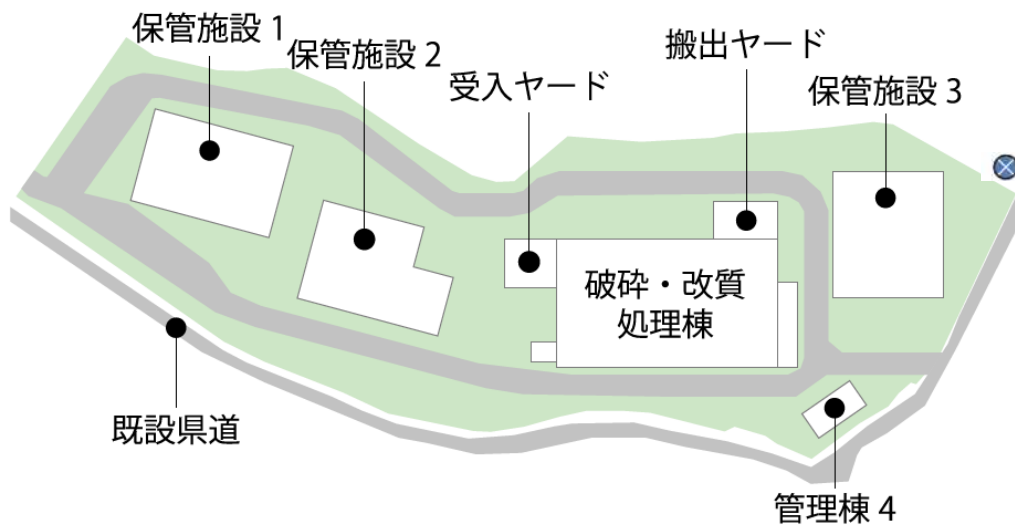 保管施設 1
保管施設 2
受入ヤード
搬出ヤード
保管施設 3
破砕・改質
処理棟
既設県道
管理棟 4